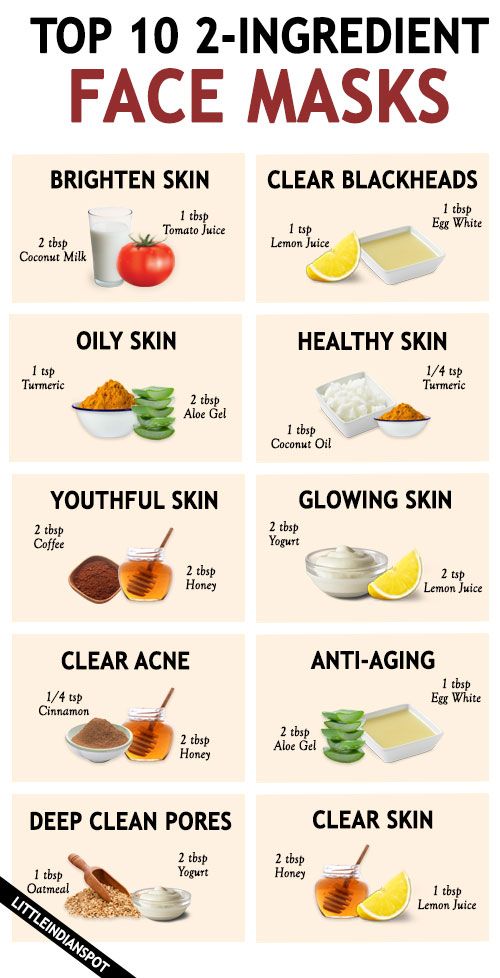 TOP 10 2-INGREDIENT
FACE MASKS
BRIGHTEN SKIN
2 tbsp
Coconut Milk
1 tbsp
Tomato Juice
CLEAR BLACKHEADS
1 tsp
Lemon Juice
1 tbsp
Egg White
OILY SKIN
1 tsp
Turmeric
2 tbsp
Aloe Gel
HEALTHY SKIN
1 tbsp
Coconut Oil
1/4 tsp
Turmeric
YOUTHFUL SKIN
2 tbsp
Coffee
2 tbsp
Honey
GLOWING SKIN
2 tbsp
Yogurt
2 tsp
Lemon Juice
CLEAR ACNE
1/4 tsp
Cinnamon
2 tbsp
Honey
ANTI-AGING
2 tbsp
Aloe Gel
1 tbsp
Egg White
DEEP CLEAN PORES
1 tbsp
Oatmeal
2 tbsp
Yogurt
CLEAR SKIN
2 tbsp
Honey
1 tbsp
Lemon Juice
LITTLEINDIANSPOT